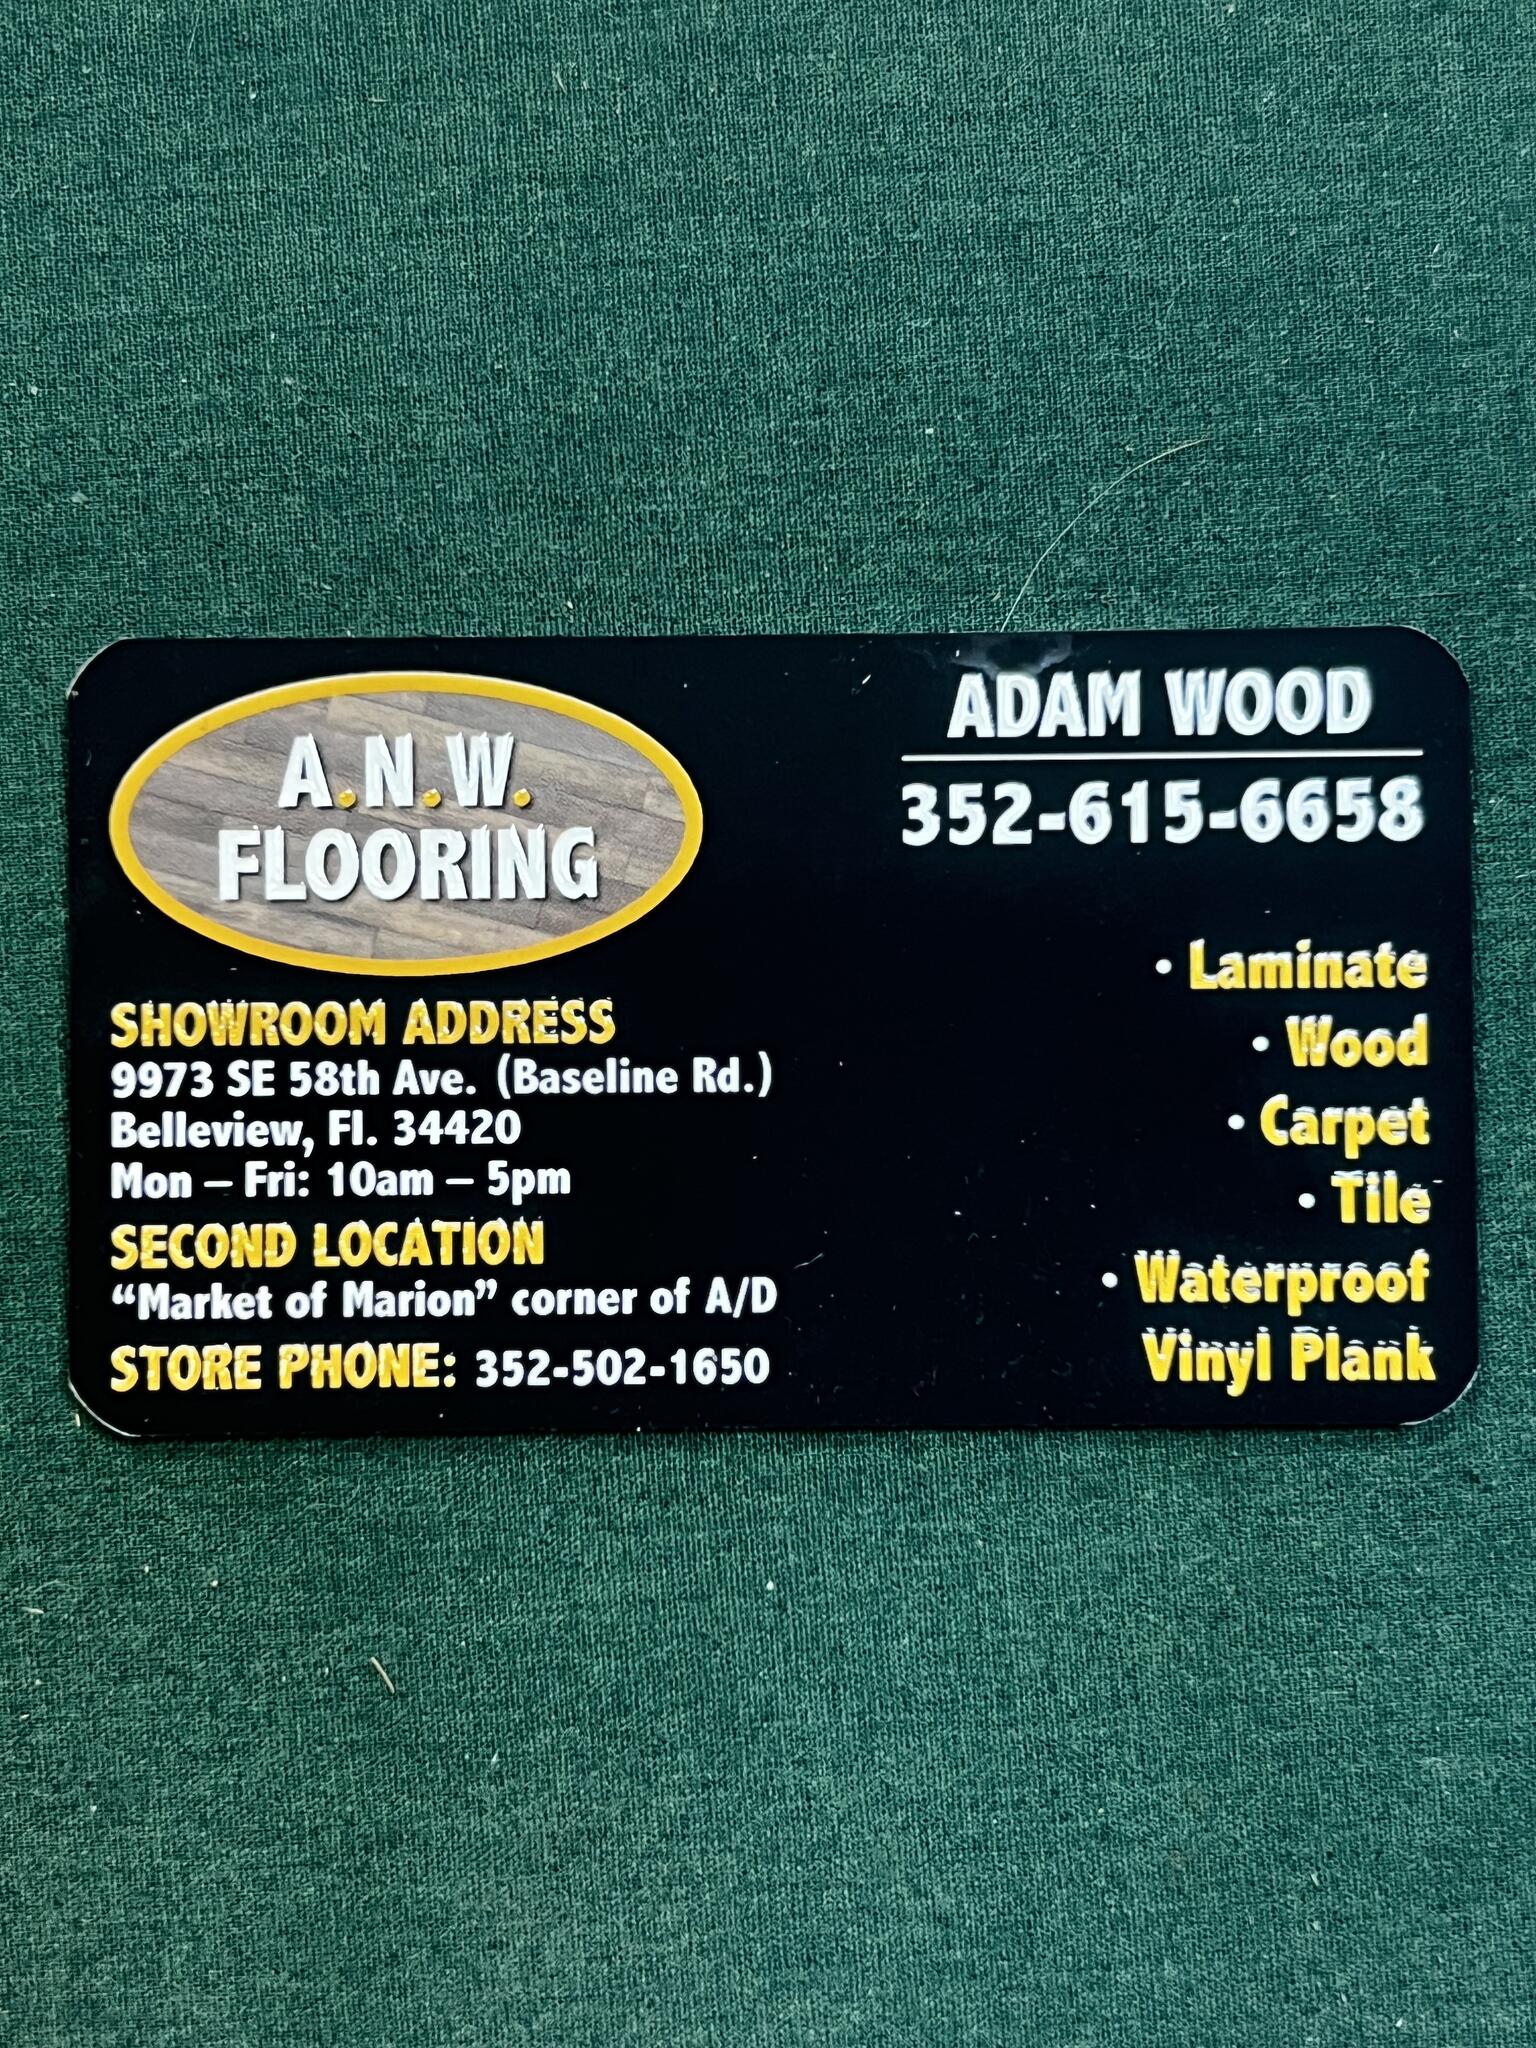 A.N.W.
FLOORING
SHOWROOM ADDRESS
9973 SE 58th Ave. (Baseline Rd.)
Belleview, Fl. 34420
Mon – Fri: 10am – 5pm
SECOND LOCATION
“Market of Marion” corner of A/D
STORE PHONE: 352-502-1650
ADAM WOOD
352-615-6658
• Laminate
• Wood
• Carpet
• Tile
• Waterproof
Vinyl Plank